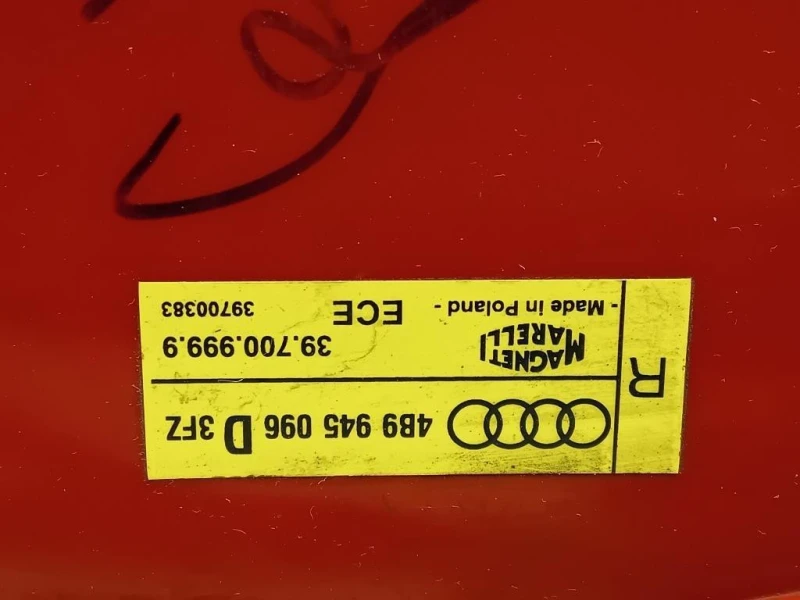 R
4B9 945 096 D 3FZ
MAGNETI
MARELLI
39.700.999.9
- Made in Poland - ECE 39700383